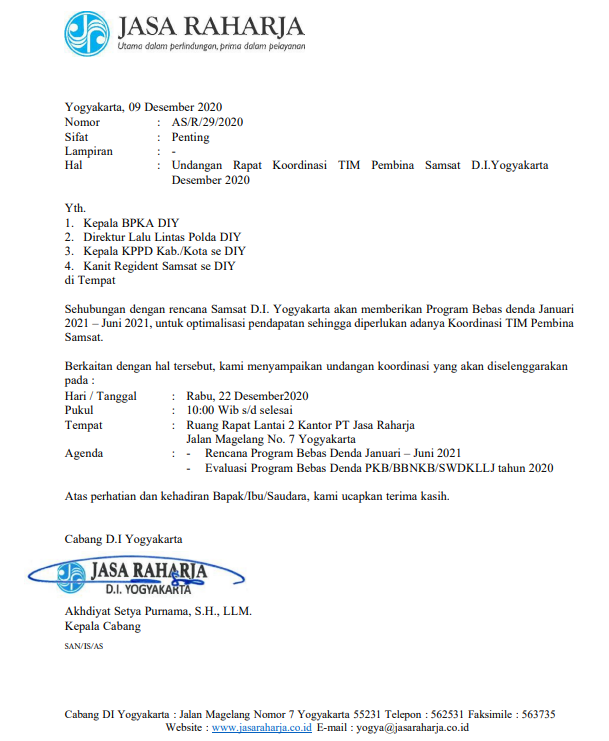 JASA RAHARJA
Utama dalam perlindungan, prima dalam pelayanan
Yogyakarta, 09 Desember 2020
Nomor : AS/R/29/2020
Sifat : Penting
Lampiran : -
Hal : Undangan Rapat Koordinasi TIM Pembina Samsat D.I.Yogyakarta
Desember 2020
Yth.
1. Kepala BPKA DIY
2. Direktur Lalu Lintas Polda DIY
3. Kepala KPPD Kab./Kota se DIY
4. Kanit Regident Samsat se DIY
di Tempat
Sehubungan dengan rencana Samsat D.I. Yogyakarta akan memberikan Program Bebas denda Januari
2021 – Juni 2021, untuk optimalisasi pendapatan sehingga diperlukan adanya Koordinasi TIM Pembina
Samsat.
Berkaitan dengan hal tersebut, kami menyampaikan undangan koordinasi yang akan diselenggarakan
pada :
Hari / Tanggal : Rabu, 22 Desember2020
Pukul : 10:00 Wib s/d selesai
Tempat : Ruang Rapat Lantai 2 Kantor PT Jasa Raharja
Jalan Magelang No. 7 Yogyakarta
Agenda : - Rencana Program Bebas Denda Januari – Juni 2021
- Evaluasi Program Bebas Denda PKB/BBNKB/SWDKLLJ tahun 2020
Atas perhatian dan kehadiran Bapak/Ibu/Saudara, kami ucapkan terima kasih.
Cabang D.I Yogyakarta
JASA RAHARJA
D.I. YOGYAKARTA
Akhdiyat Setya Purnama, S.H., LLM.
Kepala Cabang
SAN/IS/AS
Cabang DI Yogyakarta : Jalan Magelang Nomor 7 Yogyakarta 55231 Telepon : 562531 Faksimile : 563735
Website : www.jasaraharja.co.id E-mail : yogya@jasaraharja.co.id